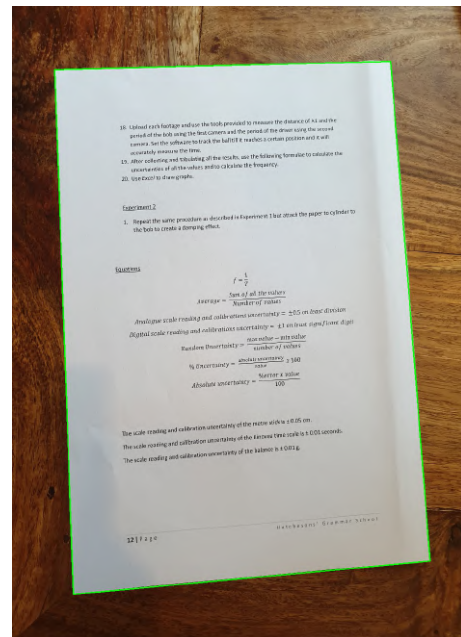 18. Upload each footage and use the tools provided to measure the distance of A1 and the
period of the bob using the first camera and the period of the driver using the second
camera. Set the software to track the ball till it reaches a certain position and it will
accurately measure the time.
19. After collecting and tabulating all the results, use the following formulae to calculate the
uncertainties of all the values and to calculate the frequency.
20. Use Excel to draw graphs.
Experiment 2
1. Repeat the same procedure as described in Experiment 1 but attach the paper to cylinder to
the bob to create a damping effect.
Equations
f = 1/T
Average = Sum of all the values / Number of values
Analogue scale reading and calibrations uncertainty = ±0.5 on least division
Digital scale reading and calibrations uncertainty = ±1 on least significant digit
Random Uncertainty = max value − min value / number of values
% Uncertainty = absolute uncertainty / value x 100
Absolute uncertainty = %error x value / 100
The scale reading and calibration uncertainty of the metre stick is ± 0.05 cm.
The scale reading and calibration uncertainty of the Kinovea time scale is ± 0.01 seconds.
The scale reading and calibration uncertainty of the balance is ± 0.01 g.
Hutchesons' Grammar School
12 | Page